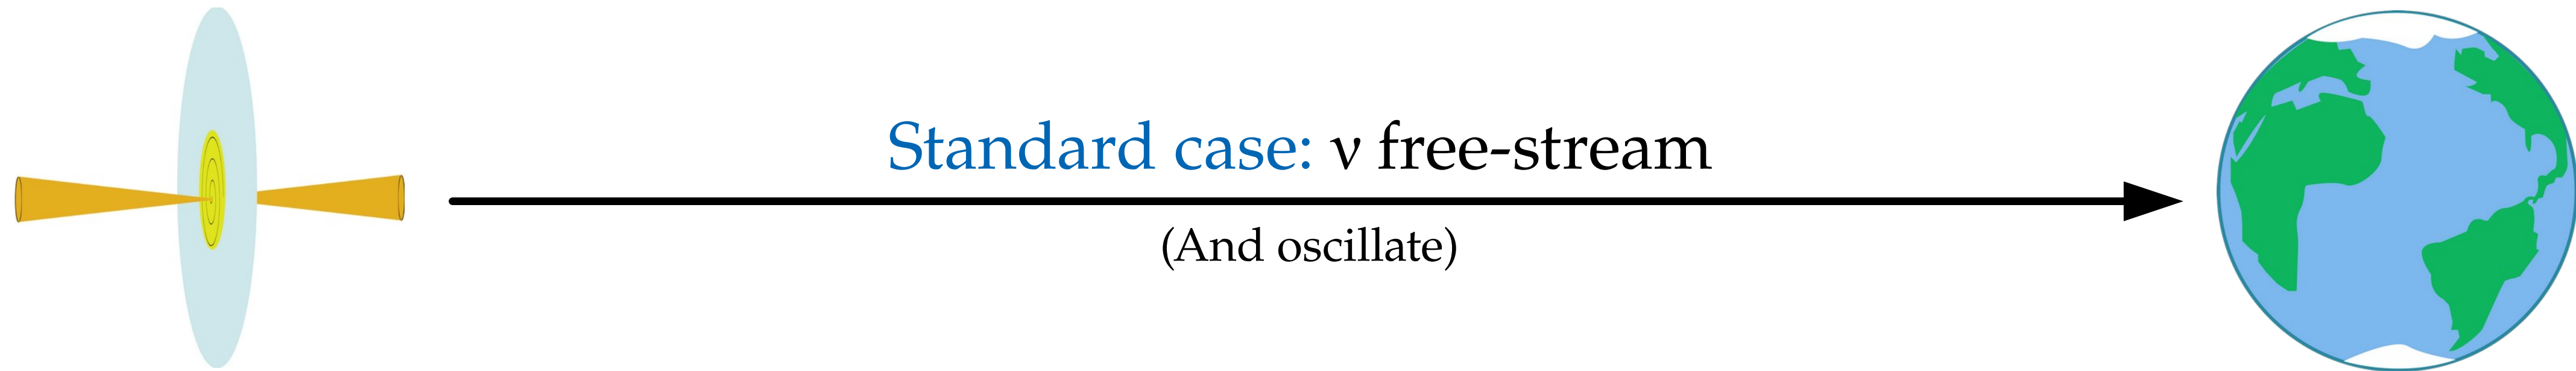 Standard case: ν free-stream
(And oscillate)